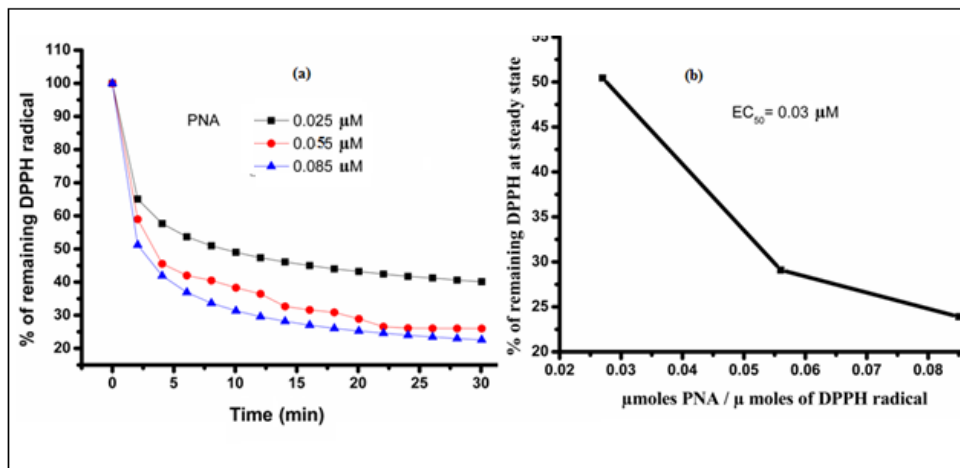 (a)
PNA
0.025 µM
0.055 µM
0.085 µM
% of remaining DPPH radical
110
100
90
80
70
60
50
40
30
20
0
5
10
15
20
25
30
Time (min)
(b)
EC50= 0.03 µM
% of remaining DPPH at steady state
55
50
45
40
35
30
25
20
0.02
0.03
0.04
0.05
0.06
0.07
0.08
µmoles PNA / µ moles of DPPH radical